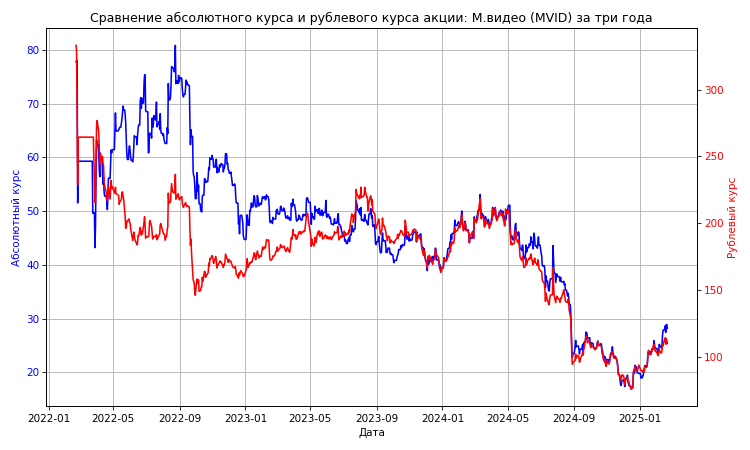 Сравнение абсолютного курса и рублевого курса акции: М.видео (MVID) за три года
Абсолютный курс
80
70
60
50
40
30
20
300
250
200
150
100
Рублевый курс
2022-01 2022-05 2022-09 2023-01 2023-05 2023-09 2024-01 2024-05 2024-09 2025-01
Дата